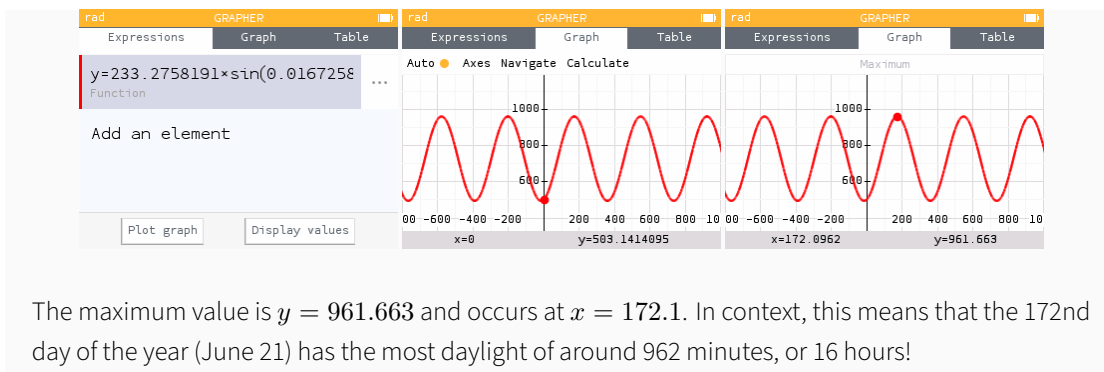 rad GRAPHER
Expressions Graph Table
y=233.2758191×sin(0.0167258
Function
...
Add an element
Plot graph Display values
rad GRAPHER
Expressions Graph Table
Auto Axes Navigate Calculate
1000
800
600
00 -600 -400 -200 200 400 600 800 10
x=0 y=503.1414095
rad GRAPHER
Expressions Graph Table
Maximum
1000
800
600
00 -600 -400 -200 200 400 600 800 10
x=172.0962 y=961.663
The maximum value is y = 961.663 and occurs at x = 172.1. In context, this means that the 172nd
day of the year (June 21) has the most daylight of around 962 minutes, or 16 hours!